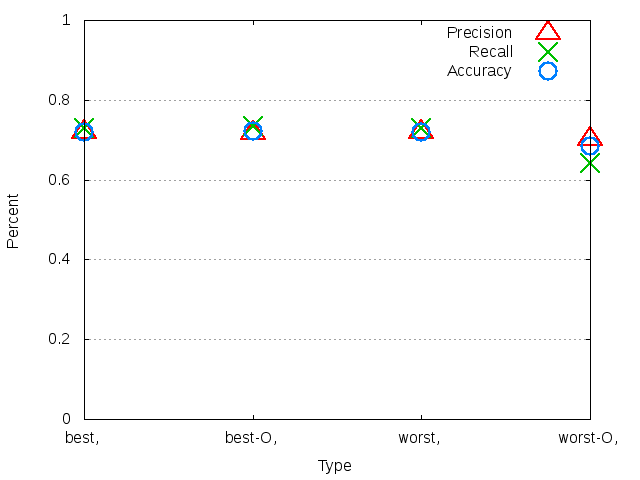 1
Precision
Recall
Accuracy
0.8
0.6
Percent
0.4
0.2
0
best, best-O, worst, worst-O,
Type